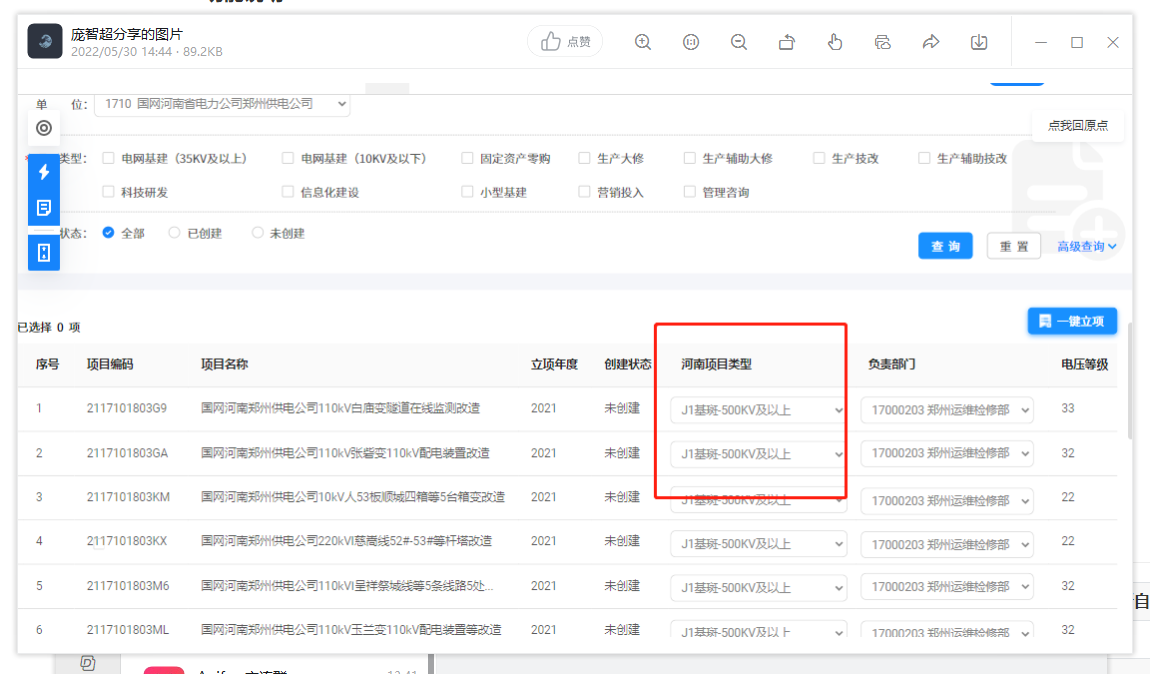 庞智超分享的图片
2022/05/30 14:44 · 89.2KB
点赞
单 位: 1710 国网河南省电力公司郑州供电公司
点我回原点
* 类型: 电网基建（35KV及以上） 电网基建（10KV及以下） 固定资产零购 生产大修 生产辅助大修 生产技改 生产辅助技改
科技研发 信息化建设 小型基建 营销投入 管理咨询
状态: 全部 已创建 未创建
查 询 重 置 高级查询
已选择 0 项
一键立项
序号 项目编码 项目名称 立项年度 创建状态 河南项目类型 负责部门 电压等级
1 2117101803G9 国网河南郑州供电公司110kV白庙变隧道在线监测改造 2021 未创建 J1基斑-500KV及以上 17000203 郑州运维检修部 33
2 2117101803GA 国网河南郑州供电公司110kV张砦变110kV配电装置改造 2021 未创建 J1基斑-500KV及以上 17000203 郑州运维检修部 32
3 2117101803KM 国网河南郑州供电公司10kV人53板顺城四箱等5台箱变改造 2021 未创建 J1基斑-500KV及以上 17000203 郑州运维检修部 22
4 2117101803KX 国网河南郑州供电公司220kVI慈嵩线52#-53#等杆塔改造 2021 未创建 J1基斑-500KV及以上 17000203 郑州运维检修部 22
5 2117101803M6 国网河南郑州供电公司110kVI呈祥祭城线等5条线路5处... 2021 未创建 J1基斑-500KV及以上 17000203 郑州运维检修部 32
6 2117101803ML 国网河南郑州供电公司110kV玉兰变110kV配电装置等改造 2021 未创建 J1基斑-500KV及以上 17000203 郑州运维检修部 32
自